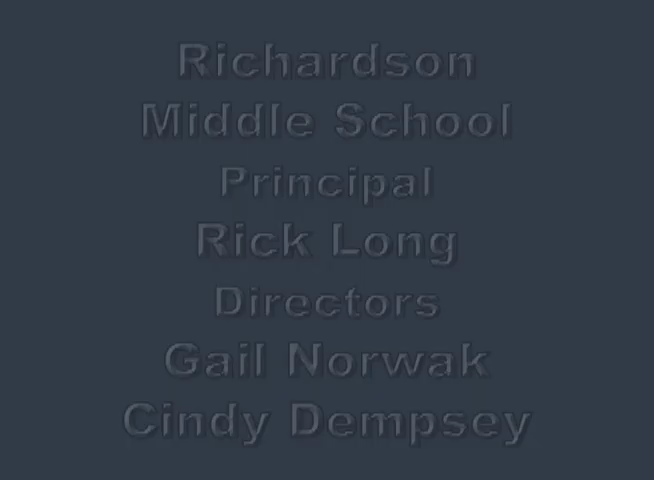 Richardson
Middle School
Principal
Rick Long
Directors
Gail Norwak
Cindy Dempsey